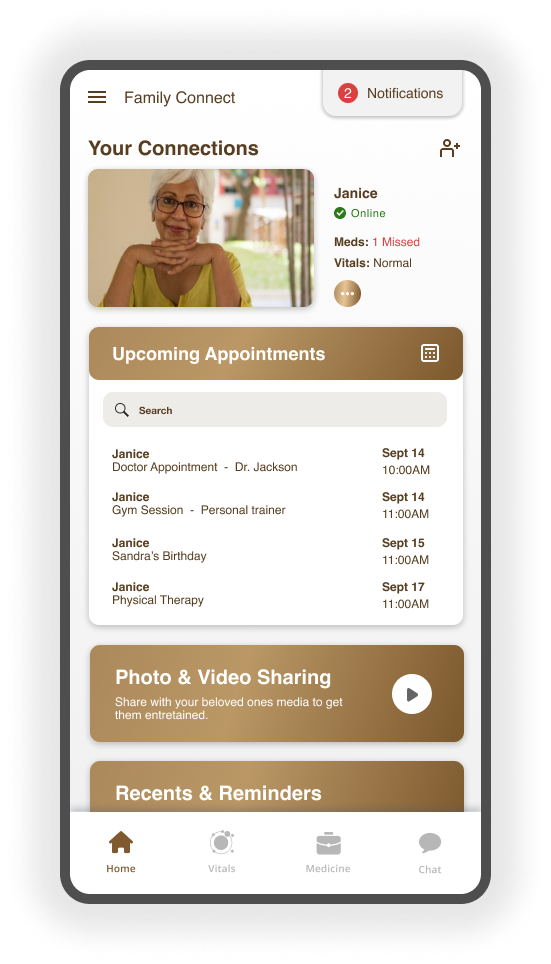 Family Connect
2 Notifications
Your Connections
Janice
Online
Meds: 1 Missed
Vitals: Normal
Upcoming Appointments
Search
Janice Sept 14
Doctor Appointment - Dr. Jackson 10:00AM
Janice Sept 14
Gym Session - Personal trainer 11:00AM
Janice Sept 15
Sandra's Birthday 11:00AM
Janice Sept 17
Physical Therapy 11:00AM
Photo & Video Sharing
Share with your beloved ones media to get
them entretained.
Recents & Reminders
Home Vitals Medicine Chat